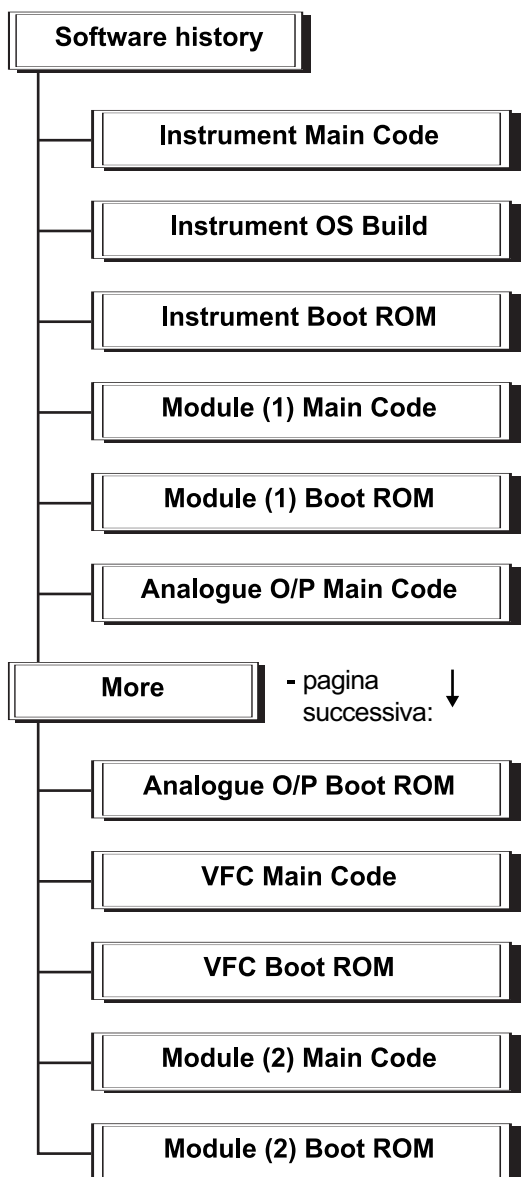 Software history
Instrument Main Code
Instrument OS Build
Instrument Boot ROM
Module (1) Main Code
Module (1) Boot ROM
Analogue O/P Main Code
More
- pagina
successiva:
Analogue O/P Boot ROM
VFC Main Code
VFC Boot ROM
Module (2) Main Code
Module (2) Boot ROM